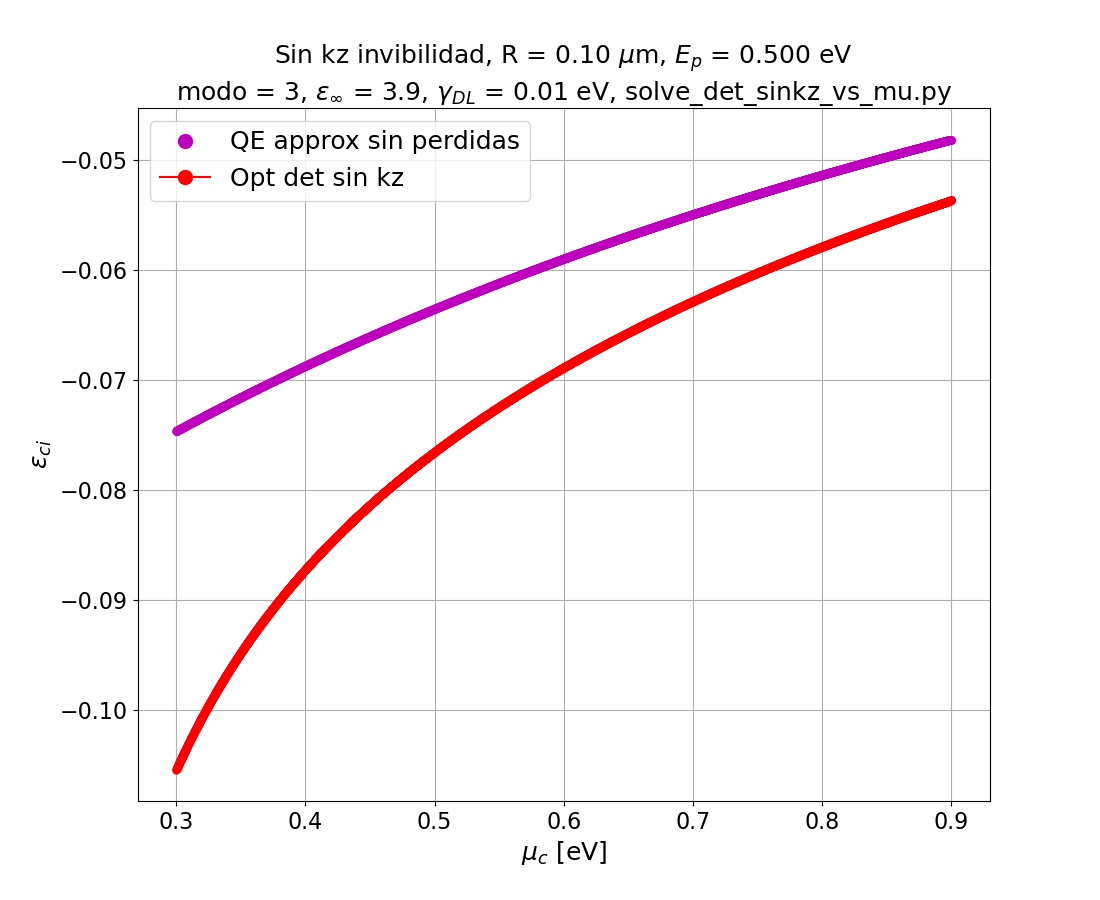 Sin kz invibilidad, R = 0.10 μm, E_p = 0.500 eV
modo = 3, ε_∞ = 3.9, γ_DL = 0.01 eV, solve_det_sinkz_vs_mu.py
QE approx sin perdidas
Opt det sin kz
−0.05
−0.06
−0.07
−0.08
−0.09
−0.10
ε_ci
0.3 0.4 0.5 0.6 0.7 0.8 0.9
μ_c [eV]